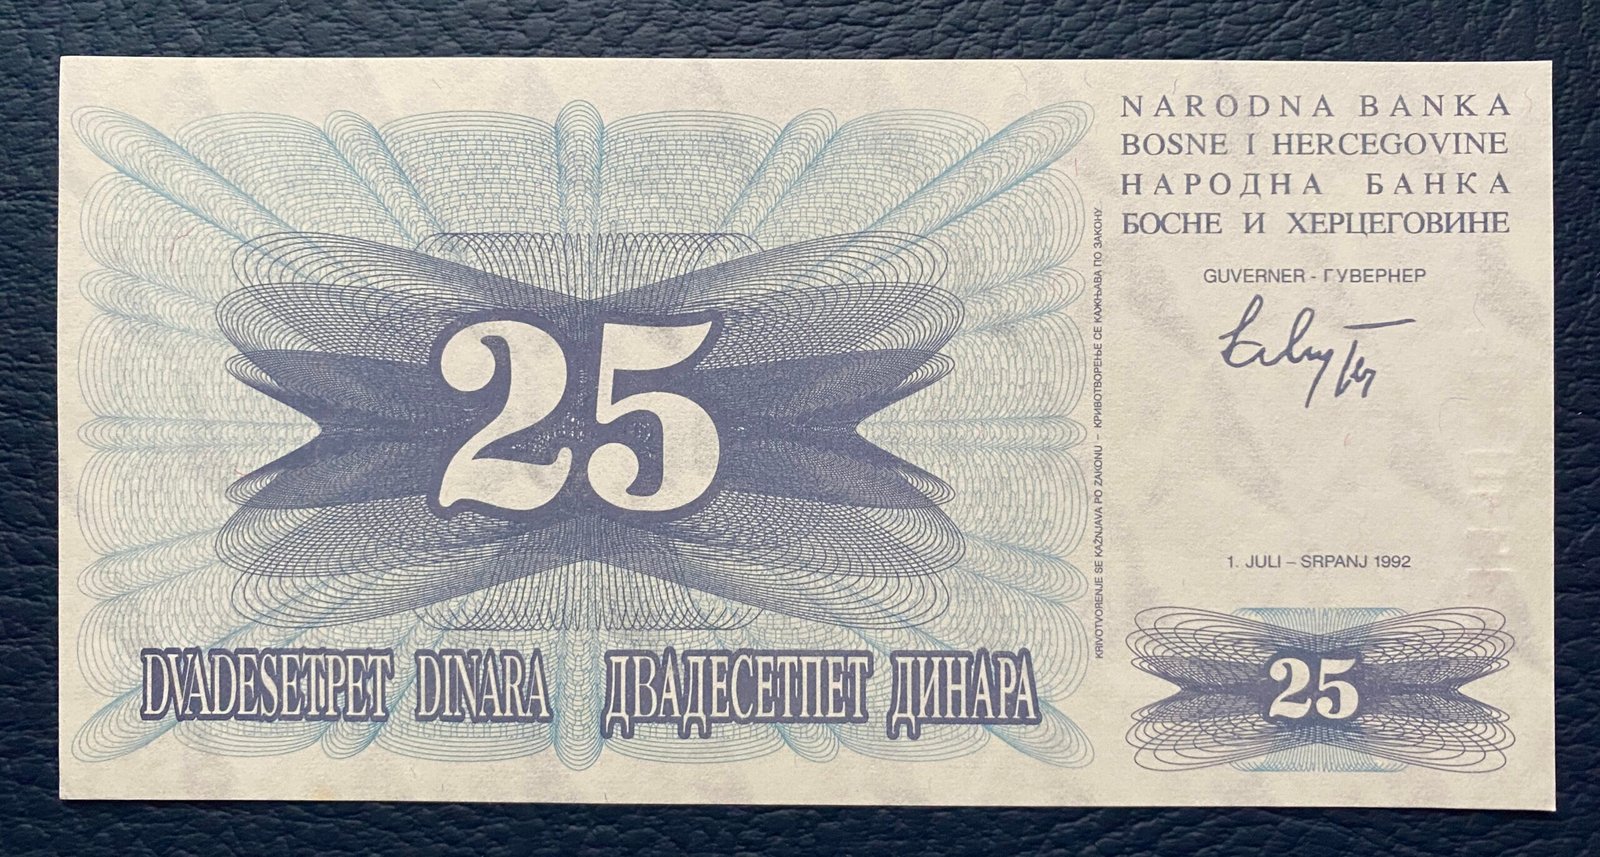 NARODNA BANKA
BOSNE I HERCEGOVINE
НАРОДНА БАНКА
БОСНЕ И ХЕРЦЕГОВИНЕ
GUVERNER - ГУВЕРНЕР
25
KRIVOTVORENJE SE KAŽNJAVA PO ZAKONU – КРИВОТВОРЕЊЕ СЕ КАЖЊАВА ПО ЗАКОНУ
1. JULI – SRPANJ 1992
DVADESETPET DINARA ДВАДЕСЕТПЕТ ДИНАРА
25